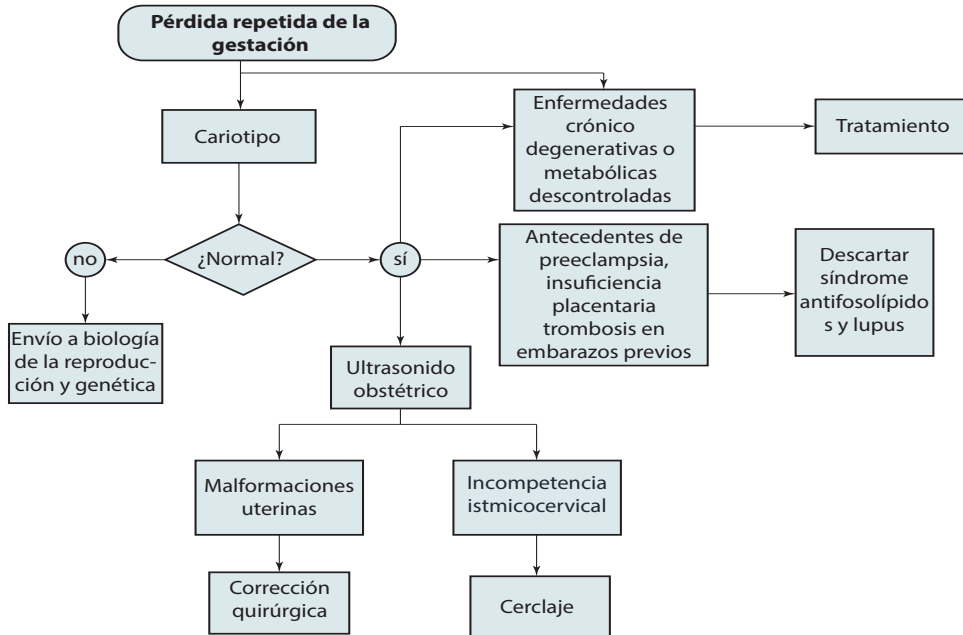 Pérdida repetida de la
gestación
Cariotipo
Enfermedades
crónico
degenerativas o
metabólicas
descontroladas
Tratamiento
no
¿Normal?
sí
Antecedentes de
preeclampsia,
insuficiencia
placentaria
trombosis en
embarazos previos
Descartar
síndrome
antifosolípido
s y lupus
Envío a biología
de la reproduc-
ción y genética
Ultrasonido
obstétrico
Malformaciones
uterinas
Incompetencia
istmicocervical
Corrección
quirúrgica
Cerclaje